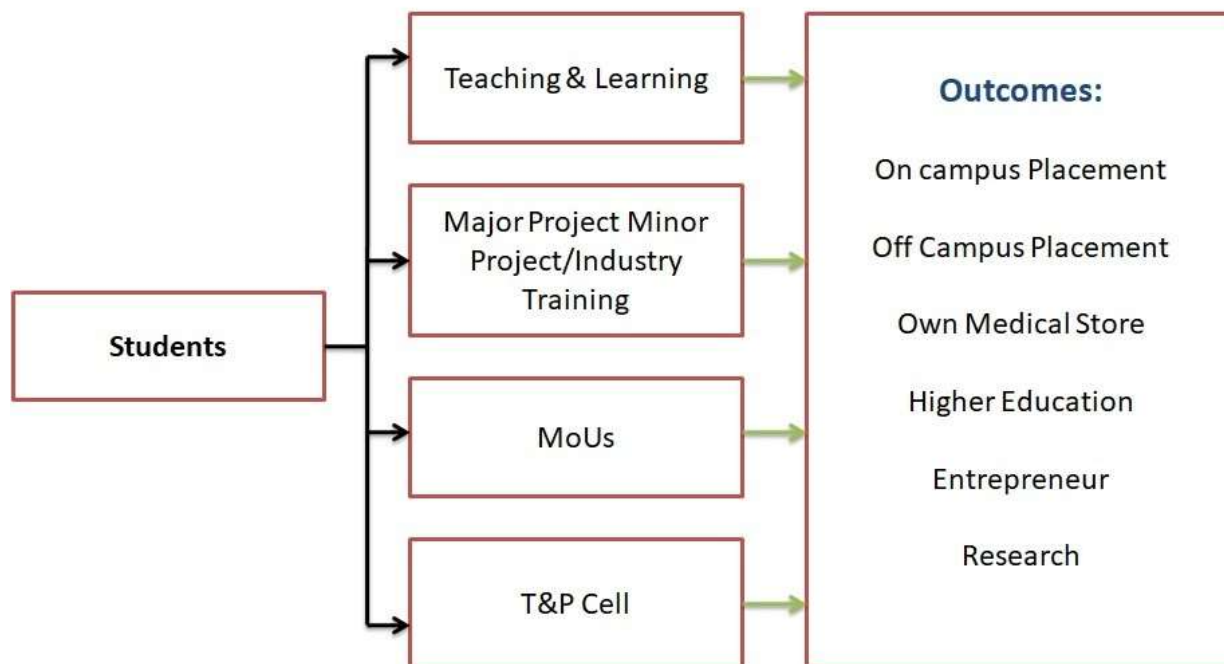 Students
Teaching & Learning
Major Project Minor
Project/Industry
Training
MoUs
T&P Cell
Outcomes:
On campus Placement
Off Campus Placement
Own Medical Store
Higher Education
Entrepreneur
Research